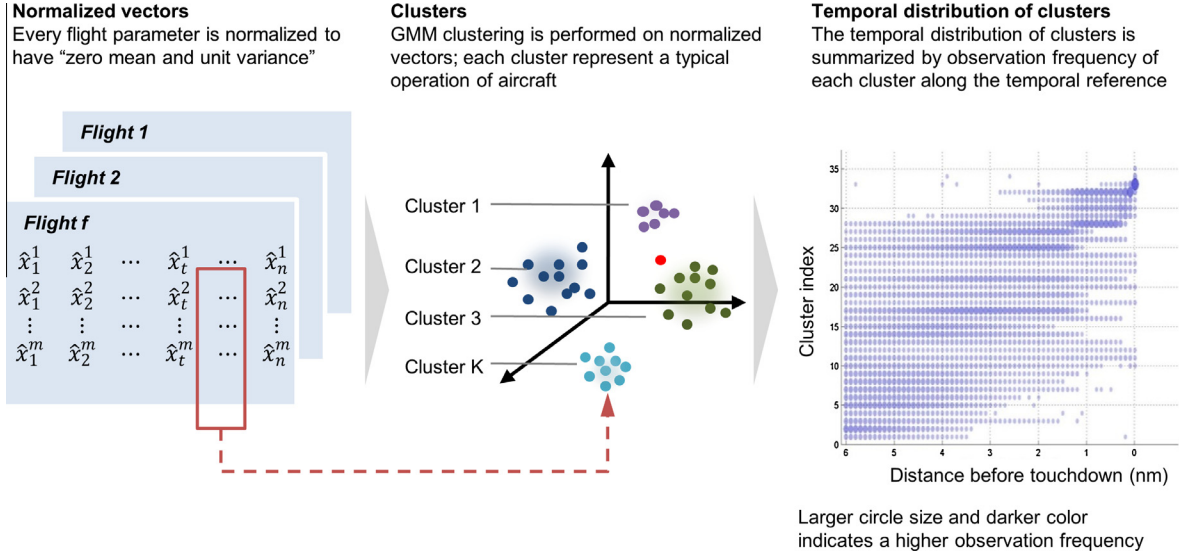 Normalized vectors
Every flight parameter is normalized to
have “zero mean and unit variance”
Flight 1
Flight 2
Flight f
x̂₁¹ x̂₂¹ ⋯ x̂ₜ¹ ⋯ x̂ₙ¹
x̂₁² x̂₂² ⋯ x̂ₜ² ⋯ x̂ₙ²
⋮ ⋮ ⋯ ⋮ ⋯ ⋮
x̂₁ᵐ x̂₂ᵐ ⋯ x̂ₜᵐ ⋯ x̂ₙᵐ
Clusters
GMM clustering is performed on normalized
vectors; each cluster represent a typical
operation of aircraft
Cluster 1
Cluster 2
Cluster 3
Cluster K
Temporal distribution of clusters
The temporal distribution of clusters is
summarized by observation frequency of
each cluster along the temporal reference
Cluster index
35
30
25
20
15
10
5
0
6 5 4 3 2 1 0
Distance before touchdown (nm)
Larger circle size and darker color
indicates a higher observation frequency